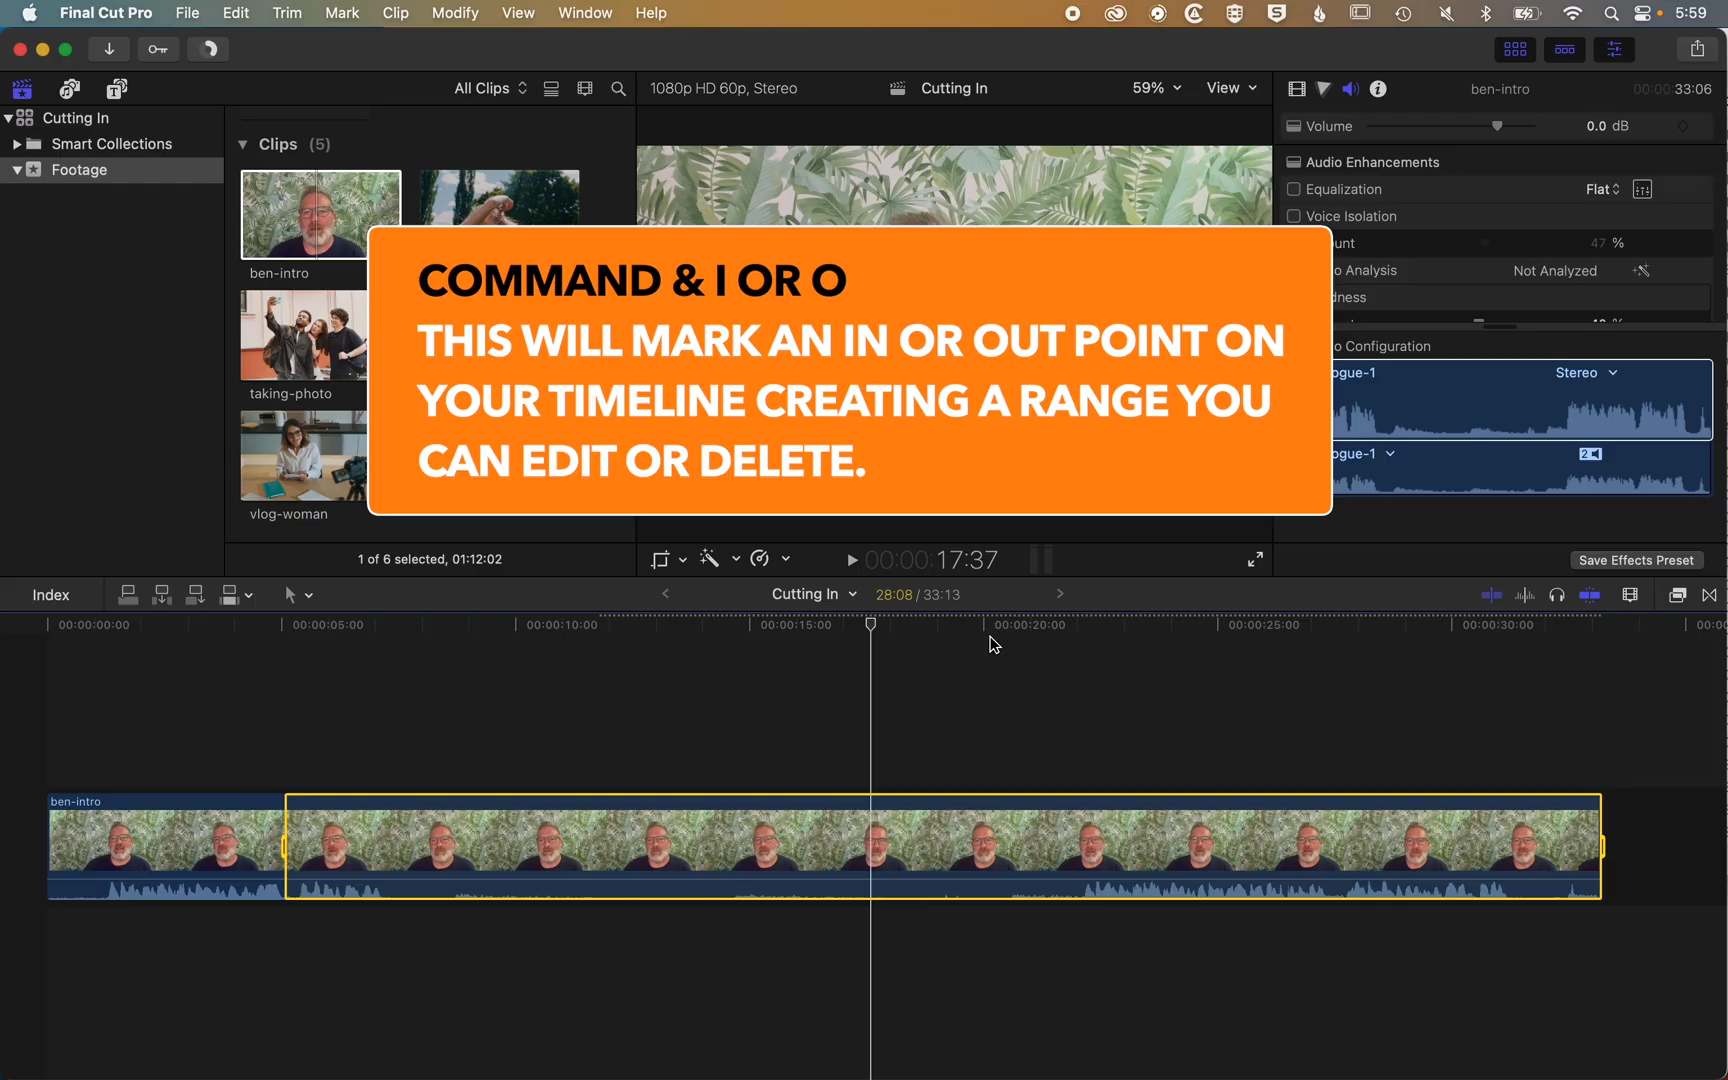 Final Cut Pro File Edit Trim Mark Clip Modify View Window Help 5:59
All Clips 1080p HD 60p, Stereo Cutting In 59% View ben-intro 00:00:33:06
Cutting In
Smart Collections
Footage
Clips (5)
ben-intro
taking-photo
vlog-woman
1 of 6 selected, 01:12:02
Volume 0.0 dB
Audio Enhancements
Equalization Flat
Voice Isolation
unt 47 %
o Analysis Not Analyzed
dness
o Configuration
ogue-1 Stereo
ogue-1 2
COMMAND & I OR O
THIS WILL MARK AN IN OR OUT POINT ON
YOUR TIMELINE CREATING A RANGE YOU
CAN EDIT OR DELETE.
00:00:17:37
Save Effects Preset
Index Cutting In 28:08 / 33:13
00:00:00:00 00:00:05:00 00:00:10:00 00:00:15:00 00:00:20:00 00:00:25:00 00:00:30:00 00:0
ben-intro